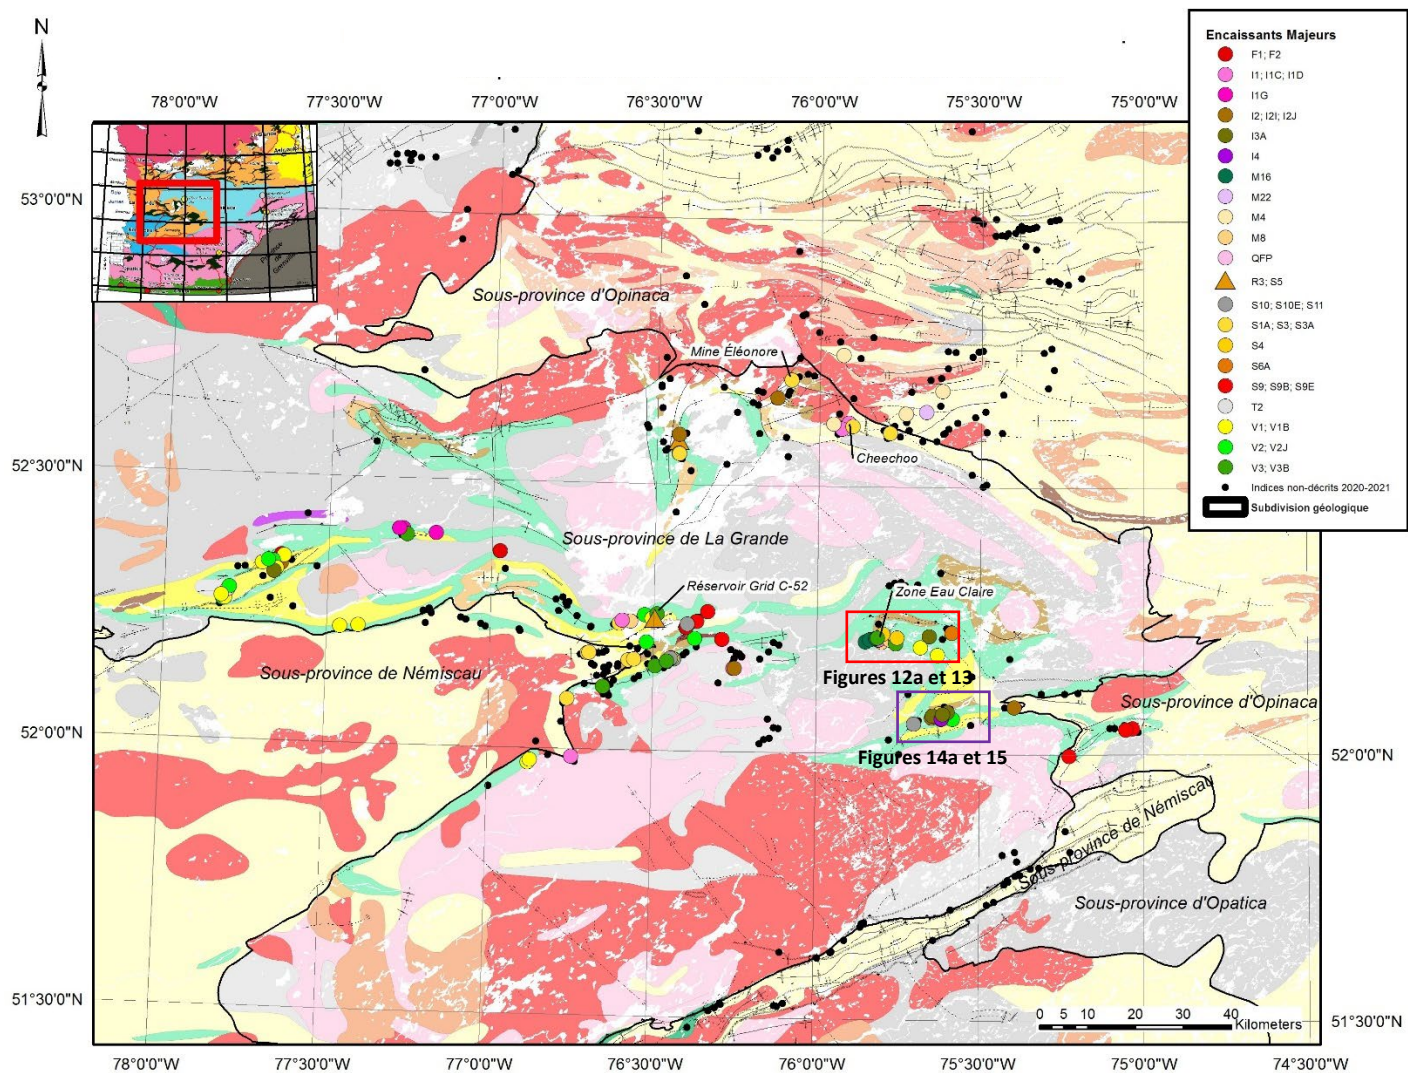 N
78°0'0"W
77°30'0"W
77°0'0"W
76°30'0"W
76°0'0"W
75°30'0"W
75°0'0"W
53°0'0"N
52°30'0"N
52°0'0"N
51°30'0"N
52°0'0"N
51°30'0"N
Sous-province d'Opinaca
Mine Éléonore
Cheechoo
Sous-province de La Grande
Réservoir Grid C-52
Zone Eau Claire
Sous-province de Némiscau
Figures 12a et 13
Sous-province d'Opinaca
Figures 14a et 15
Sous-province de Némiscau
Sous-province d'Opatica
0 5 10 20 30 40
Kilometers
78°0'0"W
77°30'0"W
77°0'0"W
76°30'0"W
76°0'0"W
75°30'0"W
75°0'0"W
74°30'0"W
Encaissants Majeurs
F1; F2
I1; I1C; I1D
I1G
I2; I2I; I2J
I3A
I4
M16
M22
M4
M8
QFP
R3; S5
S10; S10E; S11
S1A; S3; S3A
S4
S6A
S9; S9B; S9E
T2
V1; V1B
V2; V2J
V3; V3B
Indices non-décrits 2020-2021
Subdivision géologique